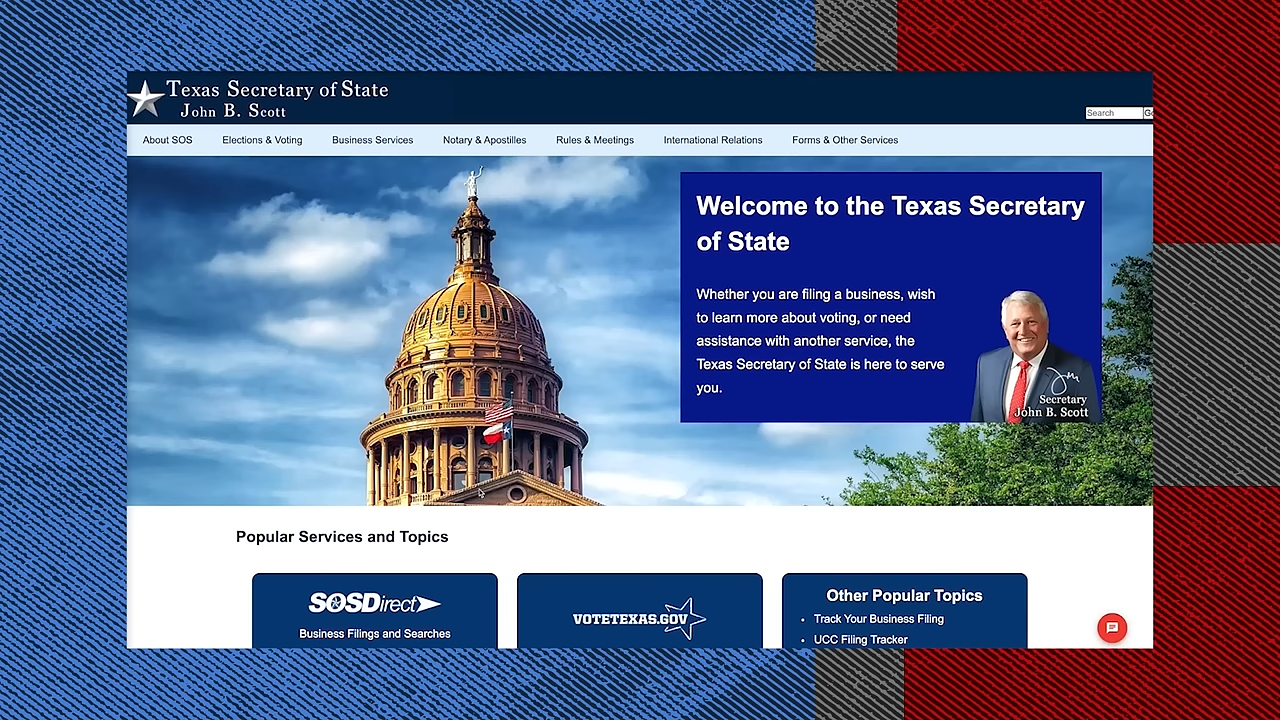 Texas Secretary of State
John B. Scott
Search
Go
About SOS
Elections & Voting
Business Services
Notary & Apostilles
Rules & Meetings
International Relations
Forms & Other Services
Welcome to the Texas Secretary
of State
Whether you are filing a business, wish
to learn more about voting, or need
assistance with another service, the
Texas Secretary of State is here to serve
you.
Secretary
John B. Scott
Popular Services and Topics
SOSDirect
Business Filings and Searches
VOTETEXAS.GOV
Other Popular Topics
• Track Your Business Filing
• UCC Filing Tracker